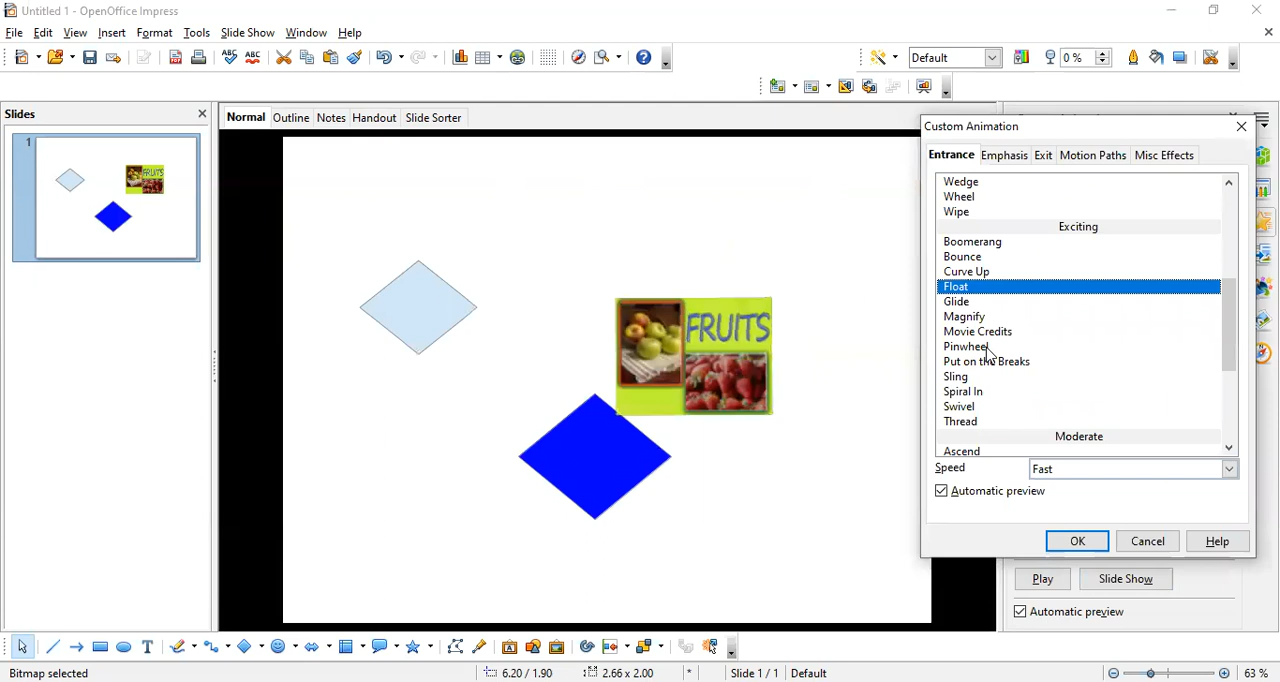 Untitled 1 - OpenOffice Impress
File Edit View Insert Format Tools Slide Show Window Help
Default 0 %
Slides
Normal Outline Notes Handout Slide Sorter
1
FRUITS
FRUITS
Custom Animation
Entrance Emphasis Exit Motion Paths Misc Effects
Wedge
Wheel
Wipe
Exciting
Boomerang
Bounce
Curve Up
Float
Glide
Magnify
Movie Credits
Pinwheel
Put on the Breaks
Sling
Spiral In
Swivel
Thread
Moderate
Ascend
Speed Fast
Automatic preview
OK Cancel Help
Play Slide Show
Automatic preview
Bitmap selected 6.20 / 1.90 2.66 x 2.00 * Slide 1 / 1 Default 63 %